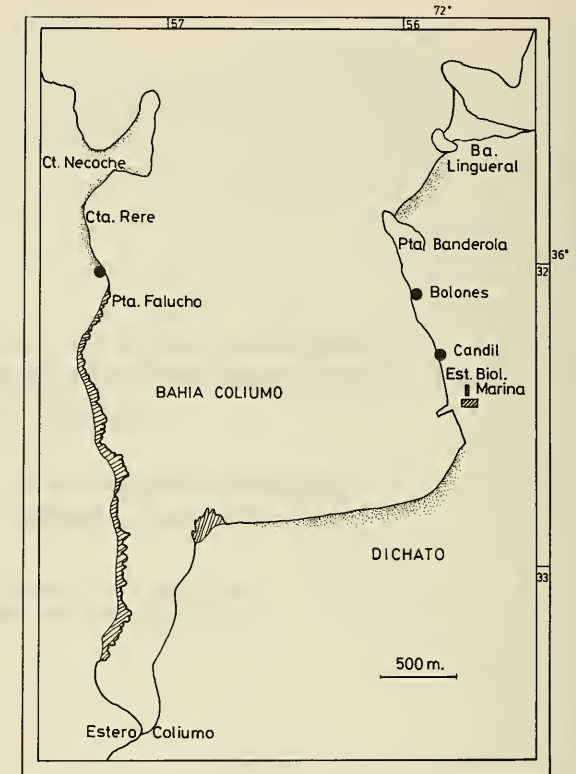 72°
57
56
Ct. Necoche
Ba.
Lingueral
Cta. Rere
Pta. Banderola
36°
32
Bolones
Pta. Falucho
Candil
Est. Biol.
Marina
BAHIA COLIUMO
DICHATO
33
500 m.
Estero Coliumo